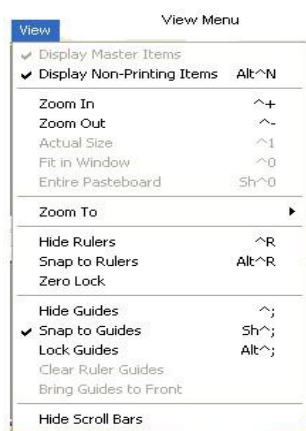 View Menu
View
✓ Display Master Items
✓ Display Non-Printing Items Alt^N
Zoom In ^+
Zoom Out ^-
Actual Size ^1
Fit in Window ^0
Entire Pasteboard Sh^0
Zoom To
Hide Rulers ^R
Snap to Rulers Alt^R
Zero Lock
Hide Guides ^;
✓ Snap to Guides Sh^;
Lock Guides Alt^;
Clear Ruler Guides
Bring Guides to Front
Hide Scroll Bars